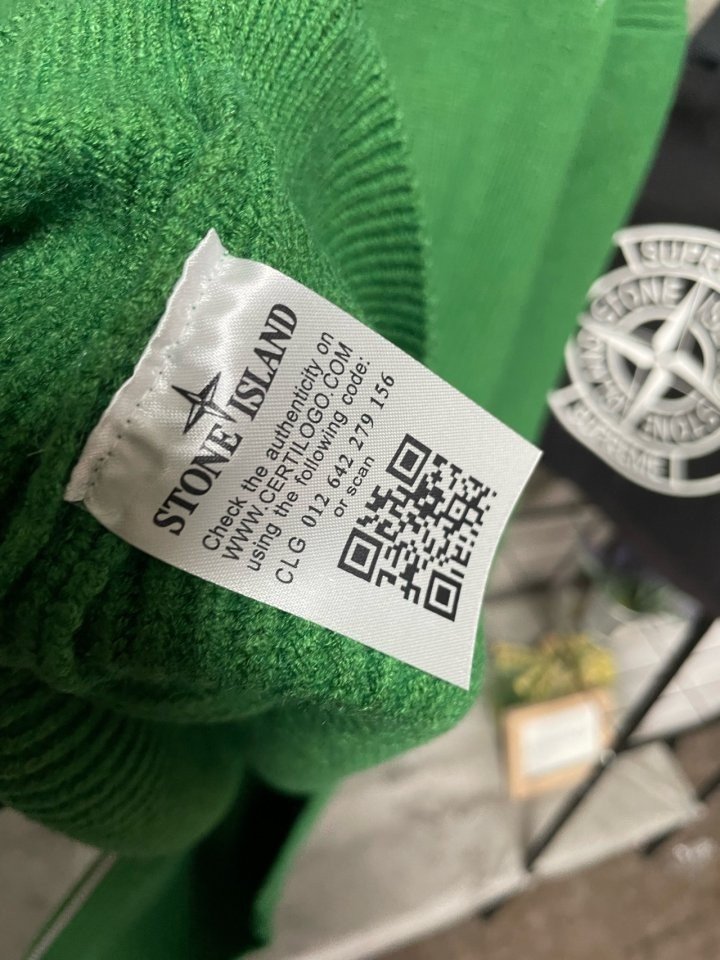 STONE ISLAND
Check the authenticity on
WWW.CERTILOGO.COM
using the following code:
CLG 012 642 279 156
or scan
STONE
STONE
SUPREME